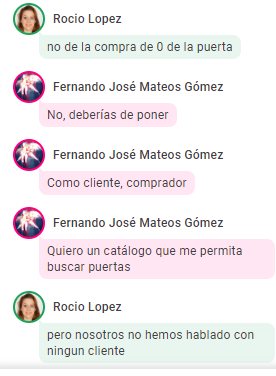 Rocio Lopez
no de la compra de 0 de la puerta
Fernando José Mateos Gómez
No, deberías de poner
Fernando José Mateos Gómez
Como cliente, comprador
Fernando José Mateos Gómez
Quiero un catálogo que me permita
buscar puertas
Rocio Lopez
pero nosotros no hemos hablado con
ningun cliente